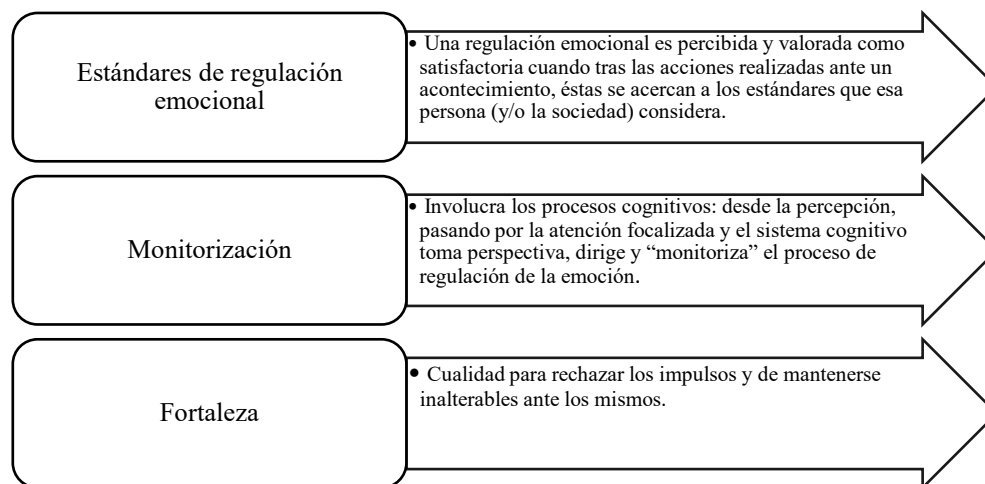 Estándares de regulación
emocional
• Una regulación emocional es percibida y valorada como
satisfactoria cuando tras las acciones realizadas ante un
acontecimiento, éstas se acercan a los estándares que esa
persona (y/o la sociedad) considera.
Monitorización
• Involucra los procesos cognitivos: desde la percepción,
pasando por la atención focalizada y el sistema cognitivo
toma perspectiva, dirige y “monitoriza” el proceso de
regulación de la emoción.
Fortaleza
• Cualidad para rechazar los impulsos y de mantenerse
inalterables ante los mismos.